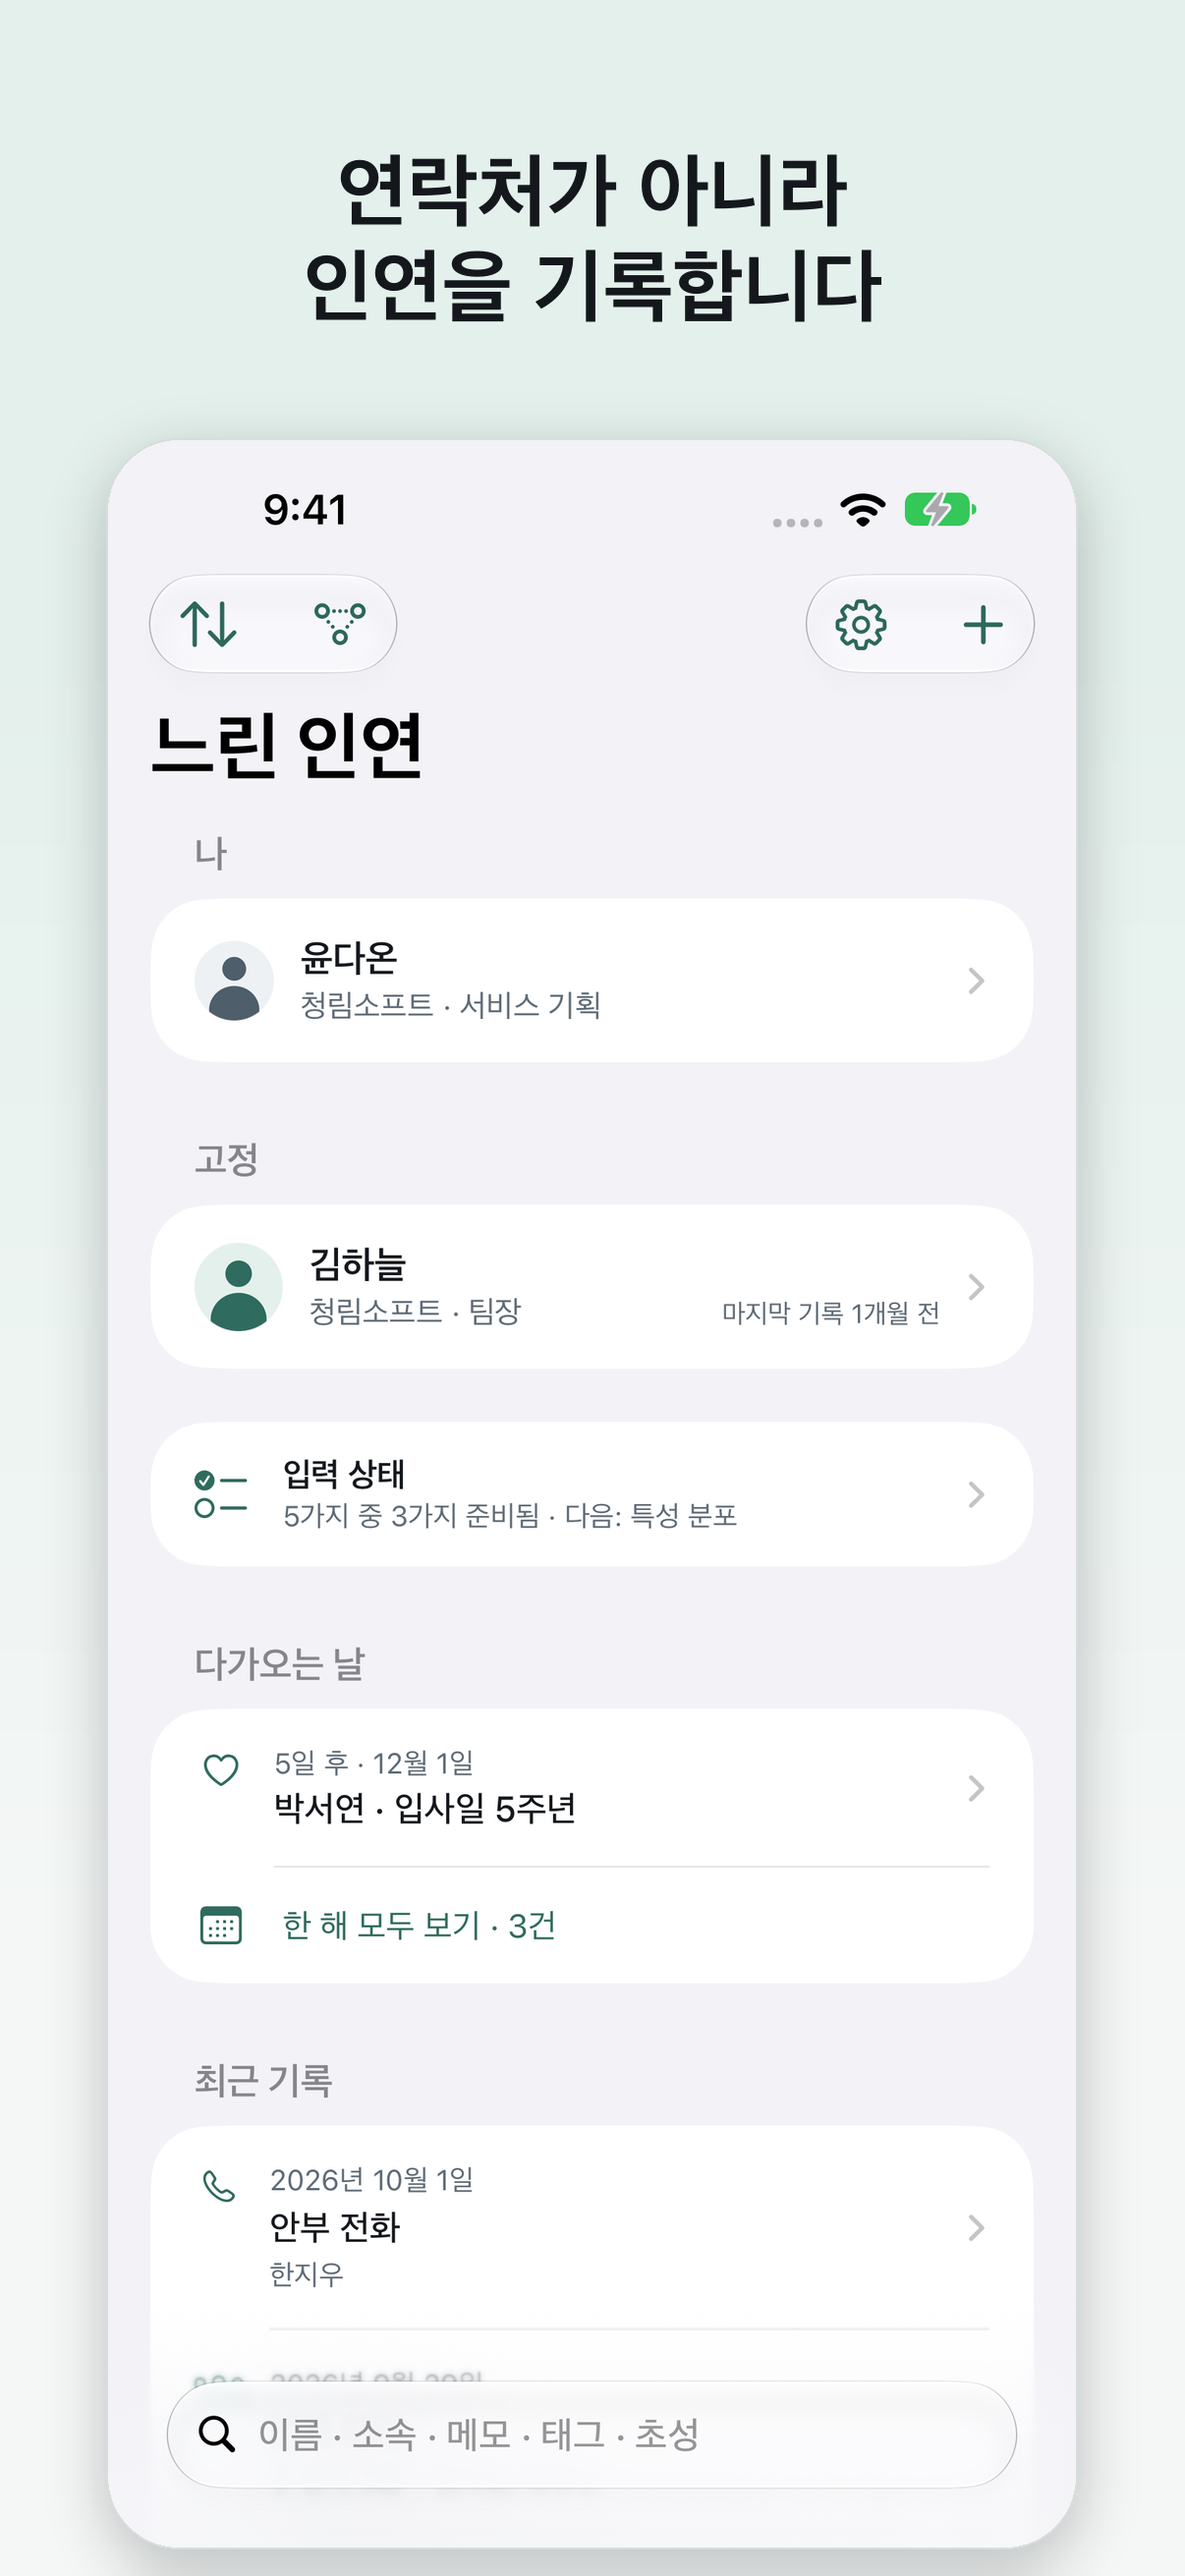 연락처가 아니라
인연을 기록합니다
9:41
느린 인연
나
윤다온
청림소프트 · 서비스 기획
고정
김하늘
청림소프트 · 팀장
마지막 기록 1개월 전
입력 상태
5가지 중 3가지 준비됨 · 다음: 특성 분포
다가오는 날
5일 후 · 12월 1일
박서연 · 입사일 5주년
한 해 모두 보기 · 3건
최근 기록
2026년 10월 1일
안부 전화
한지우
이름 · 소속 · 메모 · 태그 · 초성